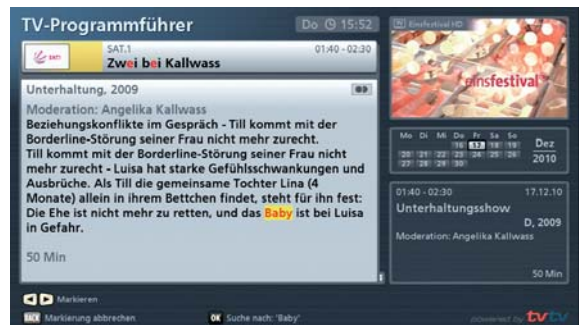 TV-Programmführer
Do 15:52
SAT.1
01:40 - 02:30
Zwei bei Kallwass
Unterhaltung, 2009
Moderation: Angelika Kallwass
Beziehungskonflikte im Gespräch - Till kommt mit der
Borderline-Störung seiner Frau nicht mehr zurecht.
Till kommt mit der Borderline-Störung seiner Frau nicht
mehr zurecht - Luisa hat starke Gefühlsschwankungen und
Ausbrüche. Als Till die gemeinsame Tochter Lina (4
Monate) allein in ihrem Bettchen findet, steht für ihn fest:
Die Ehe ist nicht mehr zu retten, und das Baby ist bei Luisa
in Gefahr.
50 Min
Markieren
BACK Markierung abbrechen
OK Suche nach: 'Baby'
TV Einsfestival HD
einsfestival
Mo Di Mi Do Fr Sa So
16 17 18 19
20 21 22 23 24 25 26
27 28 29 30
Dez
2010
01:40 - 02:30
17.12.10
Unterhaltungsshow
D, 2009
Moderation: Angelika Kallwass
50 Min
powered by tvtv